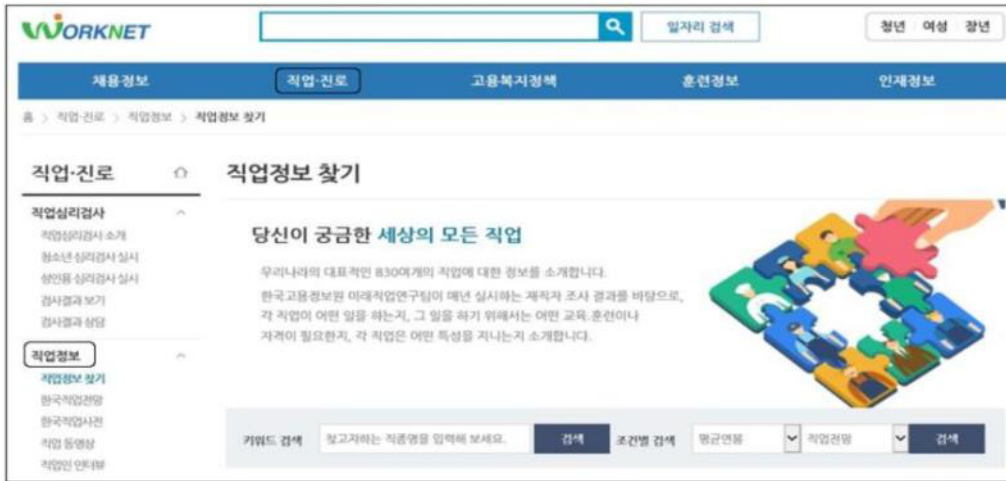 WORKNET
일자리 검색
청년 여성 장년
채용정보 직업·진로 고용복지정책 훈련정보 인재정보
홈 > 직업·진로 > 직업정보 > 직업정보 찾기
직업·진로
직업정보 찾기
직업심리검사
직업심리검사 소개
청소년 심리검사 실시
성인용 심리검사 실시
검사결과 보기
검사결과 상담
직업정보
직업정보 찾기
한국직업전망
한국직업사전
직업 동영상
직업인 인터뷰
당신이 궁금한 세상의 모든 직업
우리나라의 대표적인 830여개의 직업에 대한 정보를 소개합니다.
한국고용정보원 미래직업연구팀이 매년 실시하는 재직자 조사 결과를 바탕으로,
각 직업이 어떤 일을 하는지, 그 일을 하기 위해서는 어떤 교육·훈련이나
자격이 필요한지, 각 직업은 어떤 특성을 지니는지 소개합니다.
키워드 검색 찾고자하는 직종명을 입력해 보세요. 검색 조건별 검색 평균연봉 직업전망 검색